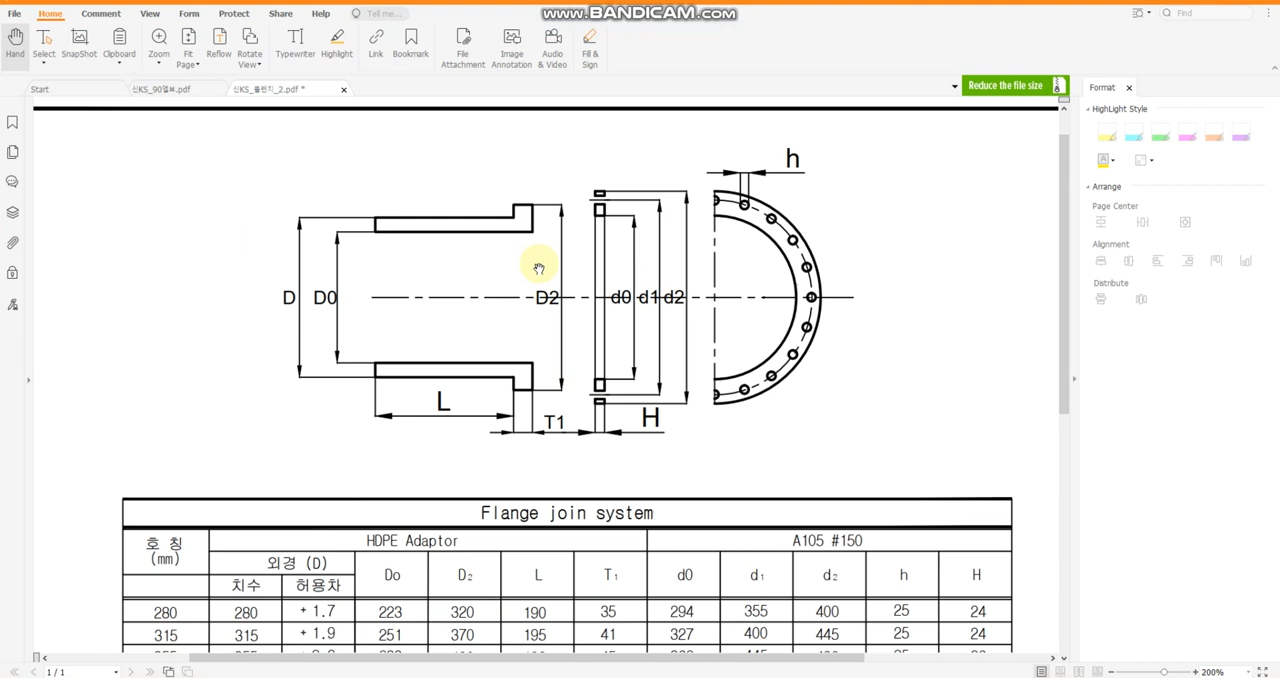 www.BANDICAM.com
File Home Comment View Form Protect Share Help Tell me... Find
Hand Select SnapShot Clipboard Zoom Fit Page Reflow Rotate View Typewriter Highlight Link Bookmark File Attachment Image Annotation Audio & Video Fill & Sign
Start 신KS_90엘보.pdf 신KS_플랜지_2.pdf * Reduce the file size Format
HighLight Style
Arrange
Page Center
Alignment
Distribute
h
D D0 D2 d0 d1 d2
L T1 H
Flange join system
호 칭 (mm) HDPE Adaptor A105 #150
외경 (D) Do D₂ L T₁ d0 d₁ d₂ h H
치수 허용차
280 280 + 1.7 223 320 190 35 294 355 400 25 24
315 315 + 1.9 251 370 195 41 327 400 445 25 24
1 / 1 200%